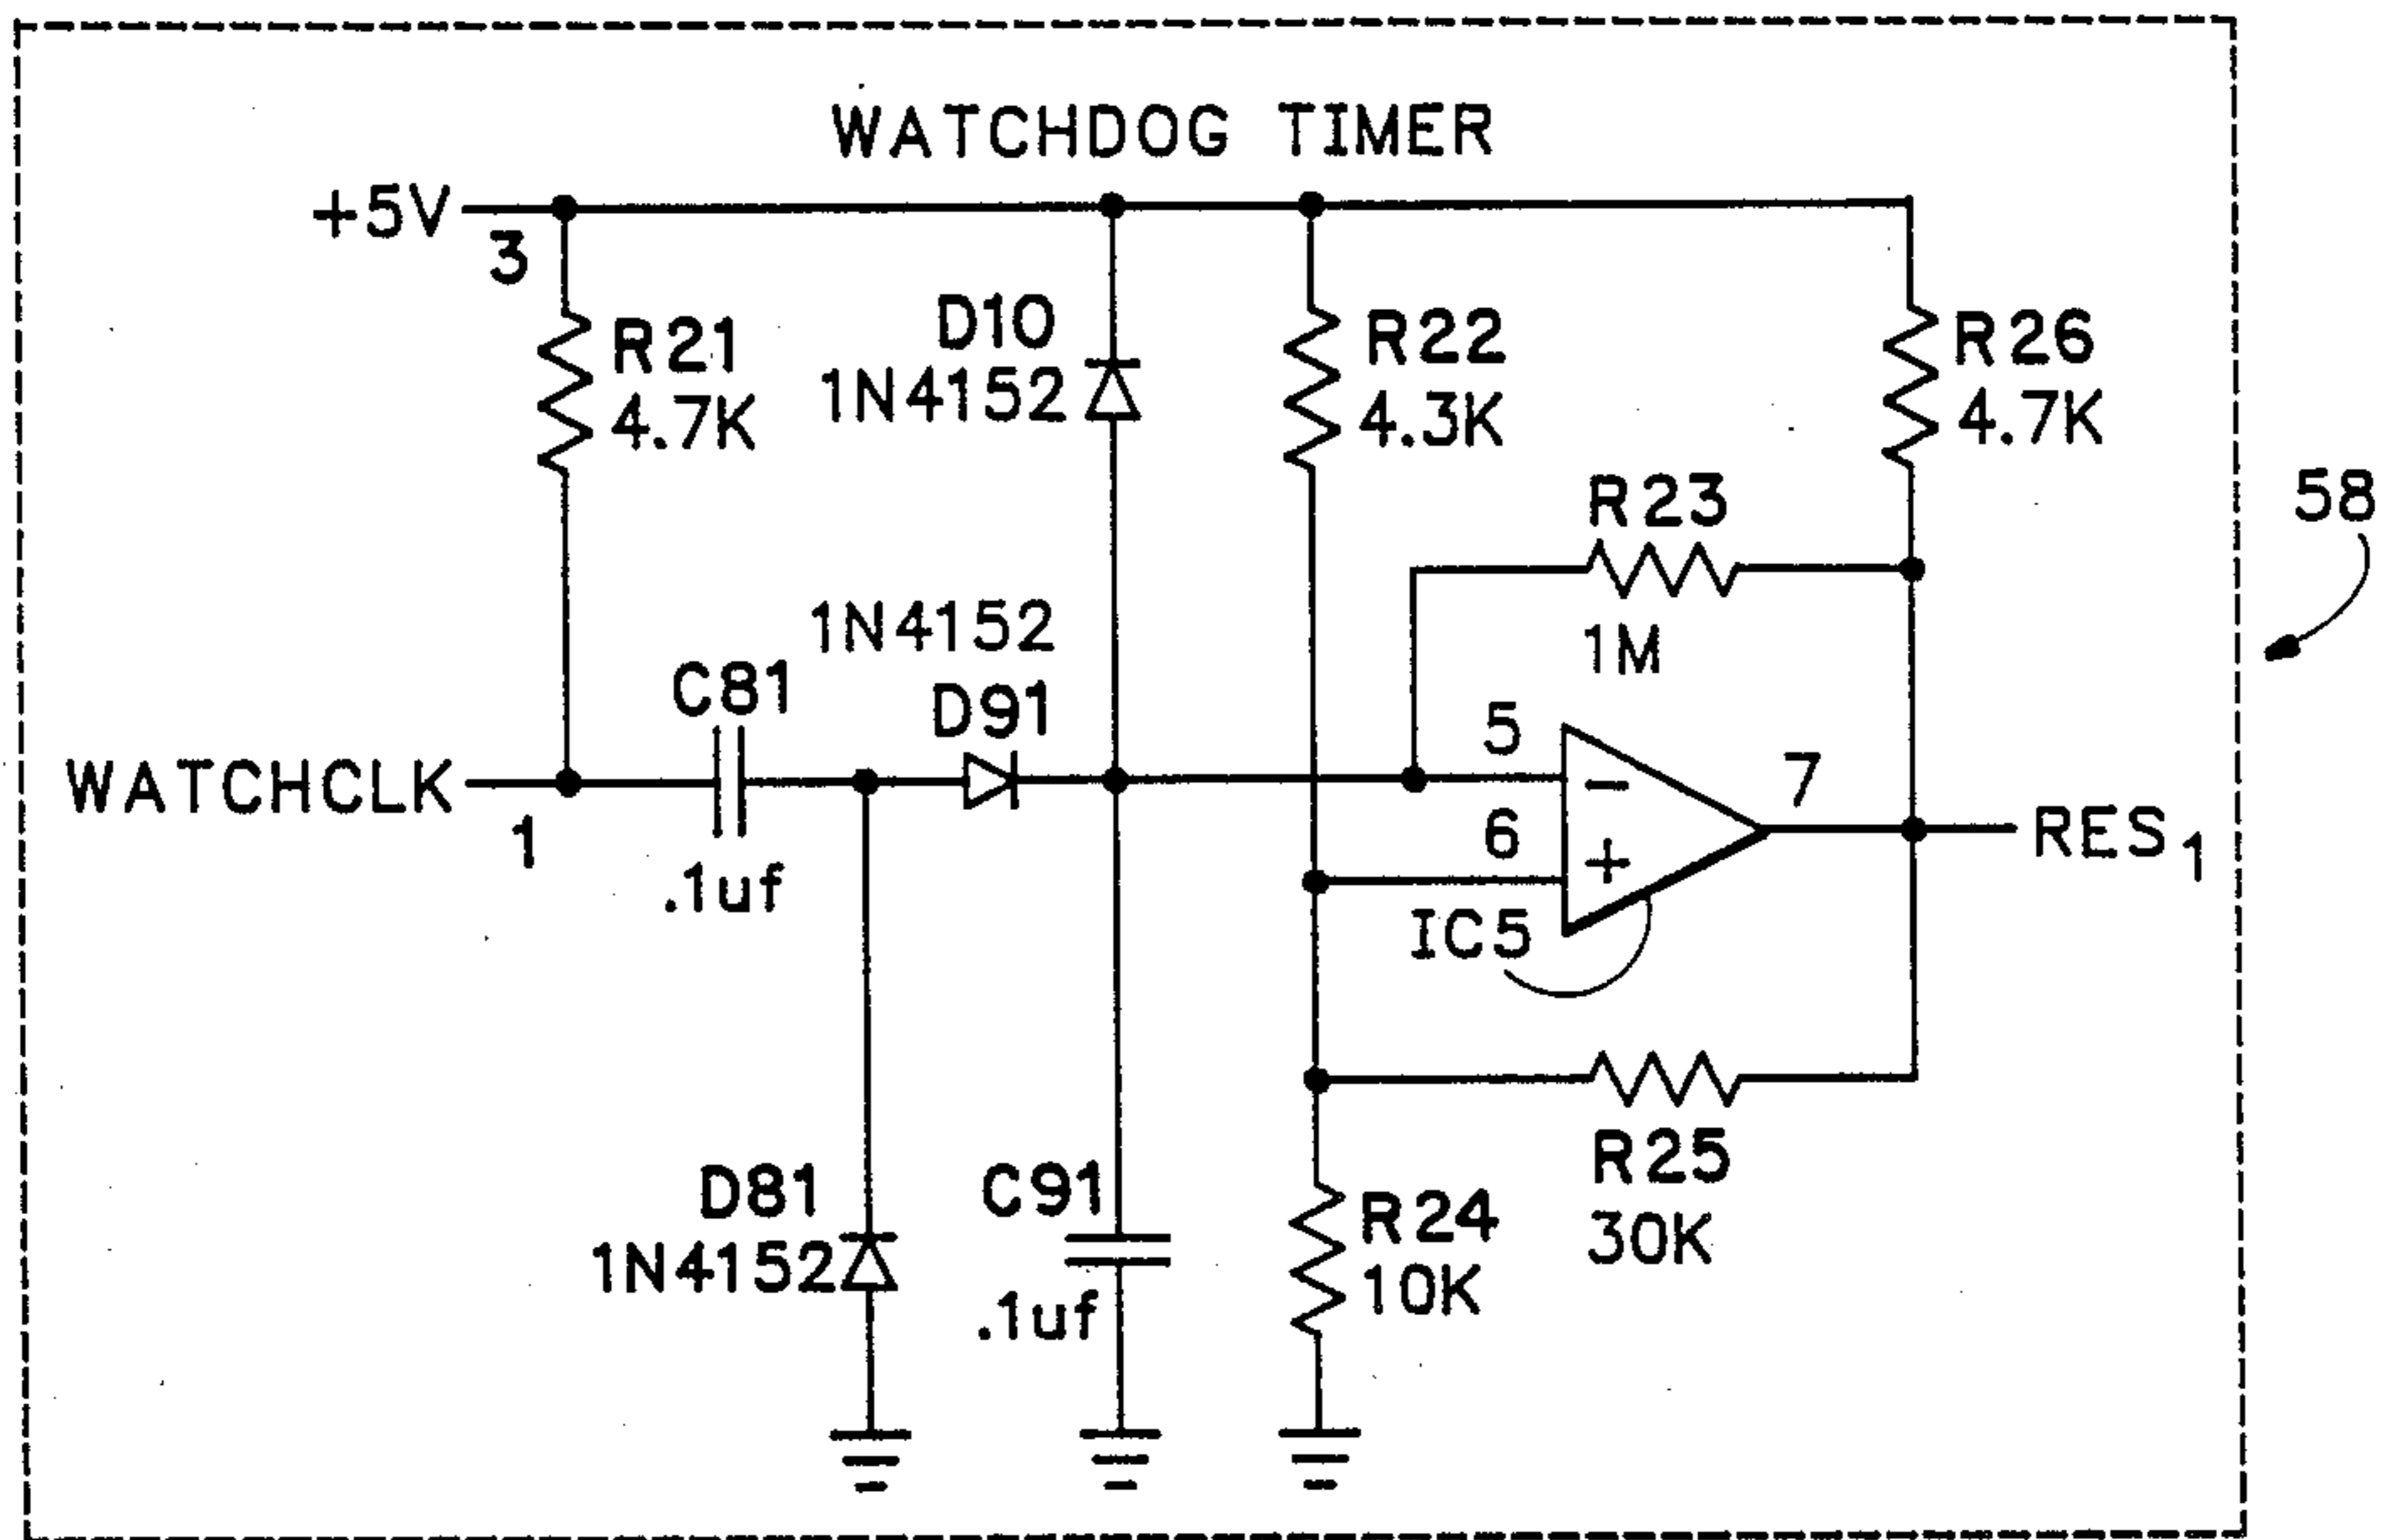 WATCHDOG TIMER
+5V
3
R21
4.7K
D10
1N4152
R22
4.3K
R26
4.7K
R23
1M
58
1N4152
D91
C81
.1uf
WATCHCLK
1
5
-
6
+
7
IC5
RES1
D81
1N4152
C91
.1uf
R24
10K
R25
30K